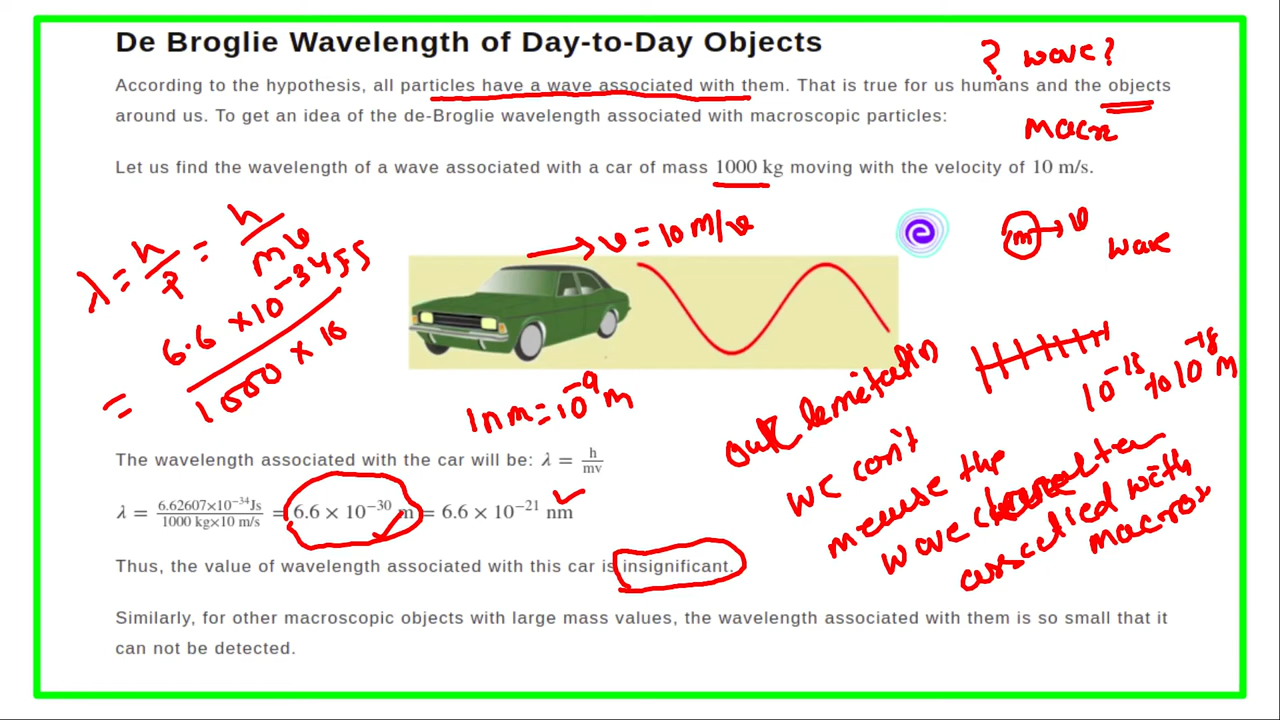 De Broglie Wavelength of Day-to-Day Objects
? wave?
According to the hypothesis, all particles have a wave associated with them. That is true for us humans and the objects
around us. To get an idea of the de-Broglie wavelength associated with macroscopic particles:
macr
Let us find the wavelength of a wave associated with a car of mass 1000 kg moving with the velocity of 10 m/s.
λ = h/P = h/mv
v = 10 m/s
m → v
wave
= 6.6 × 10^-34 JS / 1000 × 10
1 nm = 10^-9 m
10^-15 to 10^-18 m
our
we can't
the
wave
with
macros
The wavelength associated with the car will be: λ = h/mv
λ = 6.62607×10^−34 Js / 1000 kg×10 m/s = 6.6 × 10^−30 m = 6.6 × 10^−21 nm
Thus, the value of wavelength associated with this car is insignificant.
Similarly, for other macroscopic objects with large mass values, the wavelength associated with them is so small that it
can not be detected.